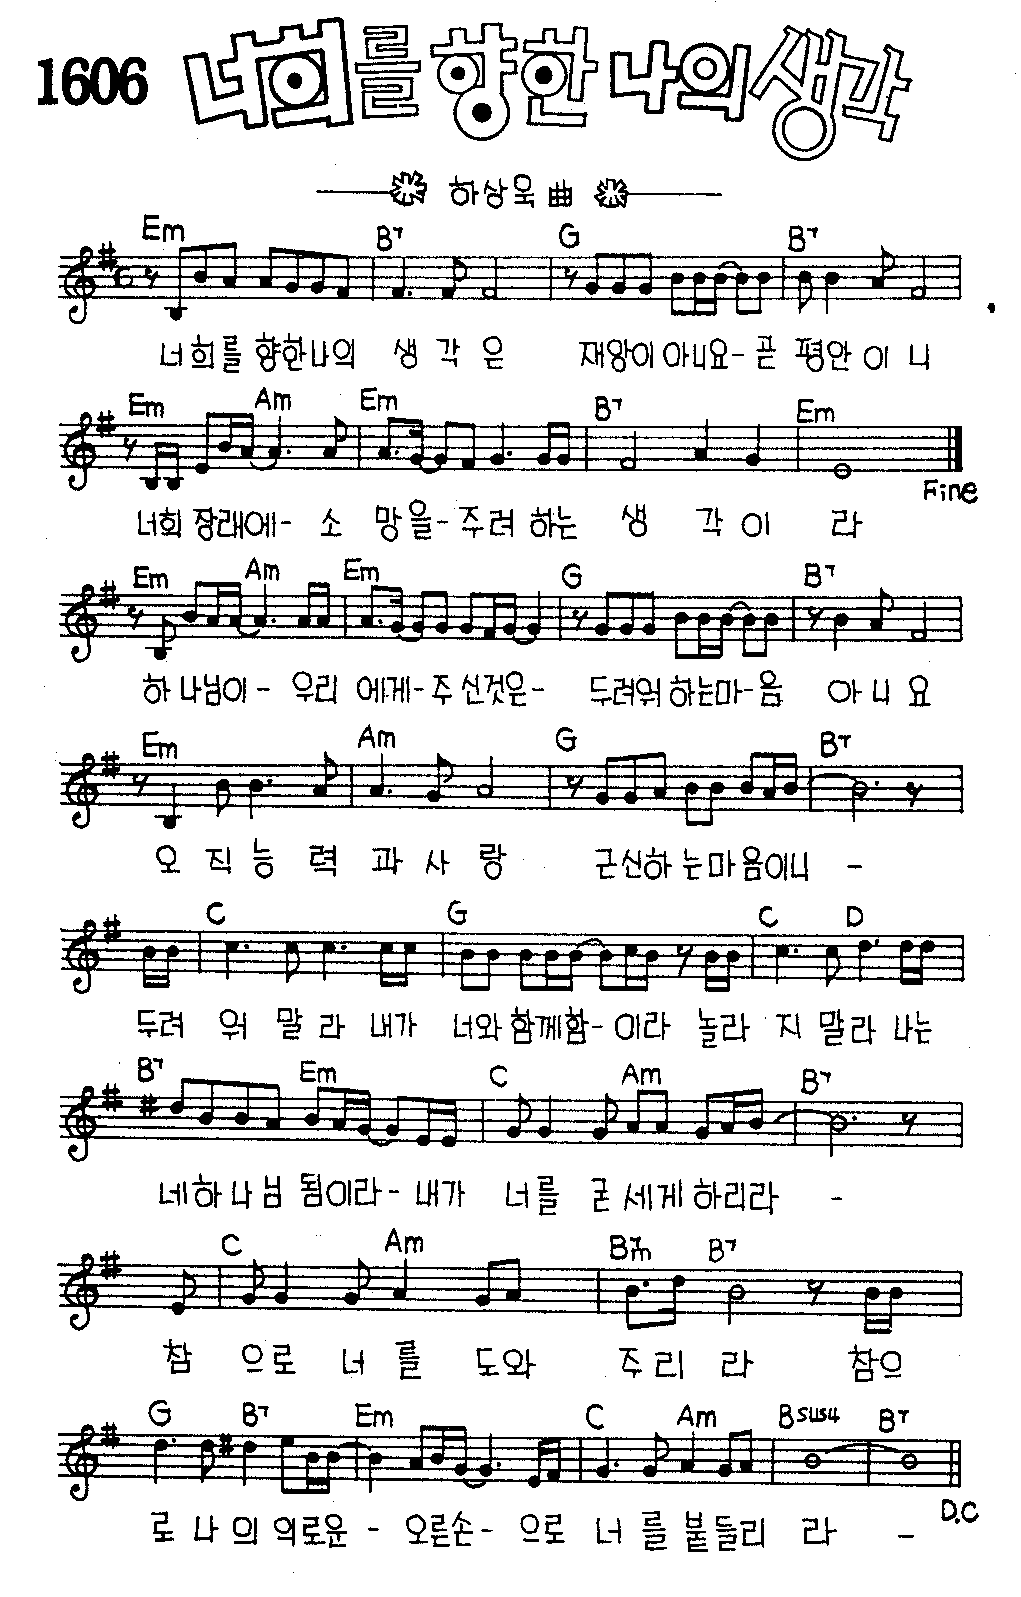 1606 너희를 향한 나의 생각
하상욱 曲
Em B7 G B7
너희를 향한나의 생 각 은 재앙이 아니요- 곧 평안 이 니
Em Am Em B7 Em
Fine
너희 장래에- 소 망을- 주려 하는 생 각 이 라
Em Am Em G B7
하나님이- 우리 에게- 주신것은- 두려워 하는마-음 아 니 요
Em Am G B7
오 직 능 력 과 사 랑 근신하 는마음이니 -
C G C D
두려 워 말 라 내가 너와 함께함- 이라 놀라 지 말라 나는
B7 Em C Am B7
네하나님 됨이라- 내가 너를 굳세게 하리라 -
C Am B7m B7
참 으로 너 를 도와 주리 라 참으
G B7 Em C Am Bsus4 B7
D.C
로 나 의 의로운 - 오른손- 으로 너 를 붙들리 라 -